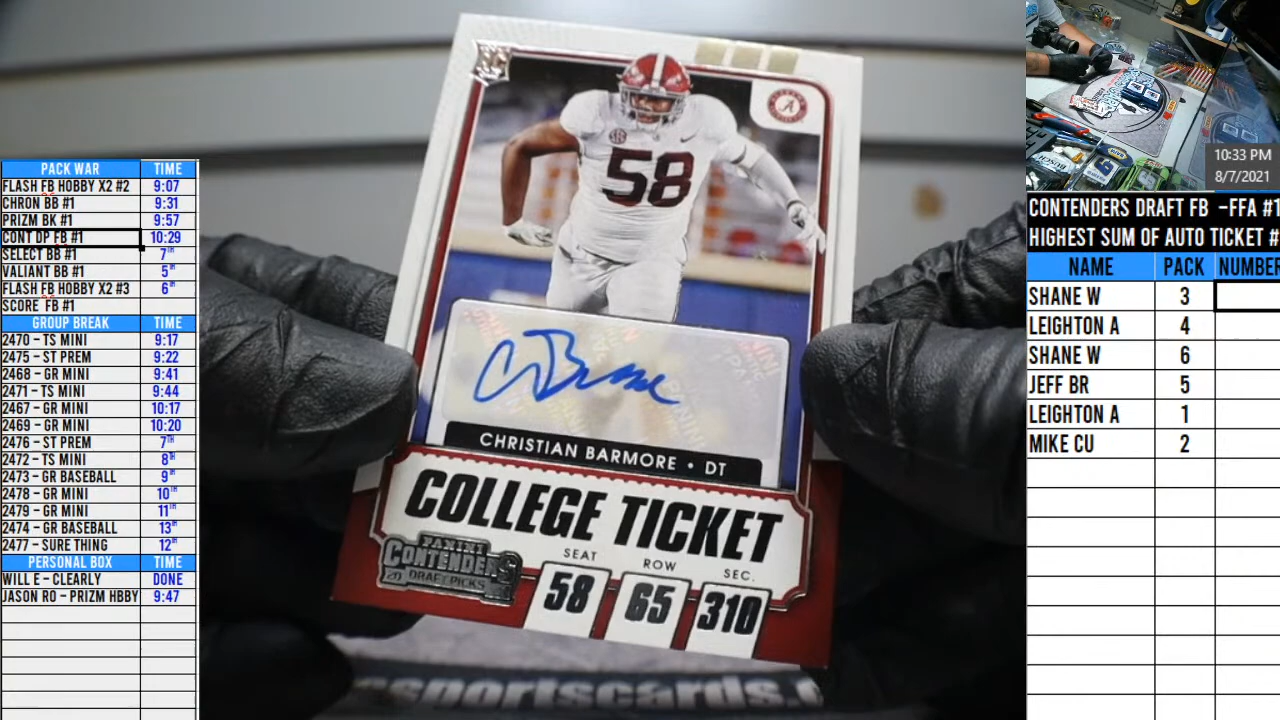 PACK WAR TIME
FLASH FB HOBBY X2 #2 9:07
CHRON BB #1 9:31
PRIZM BK #1 9:57
CONT DP FB #1 10:29
SELECT BB #1 7TH
VALIANT BB #1 5TH
FLASH FB HOBBY X2 #3 6TH
SCORE FB #1
GROUP BREAK TIME
2470 – TS MINI 9:17
2475 – ST PREM 9:22
2468 – GR MINI 9:41
2471 – TS MINI 9:44
2467 – GR MINI 10:17
2469 – GR MINI 10:20
2476 – ST PREM 7TH
2472 – TS MINI 8TH
2473 – GR BASEBALL 9TH
2478 – GR MINI 10TH
2479 – GR MINI 11TH
2474 – GR BASEBALL 13TH
2477 – SURE THING 12TH
PERSONAL BOX TIME
WILL E – CLEARLY DONE
JASON RO – PRIZM HBBY 9:47
RC
A
SEC
58
CHRISTIAN BARMORE • DT
COLLEGE TICKET
PANINI
CONTENDERS
DRAFT PICKS
SEAT ROW SEC.
58 65 310
sportscards.
10:33 PM
8/7/2021
CONTENDERS DRAFT FB –FFA #1
HIGHEST SUM OF AUTO TICKET #
NAME PACK NUMBER
SHANE W 3
LEIGHTON A 4
SHANE W 6
JEFF BR 5
LEIGHTON A 1
MIKE CU 2